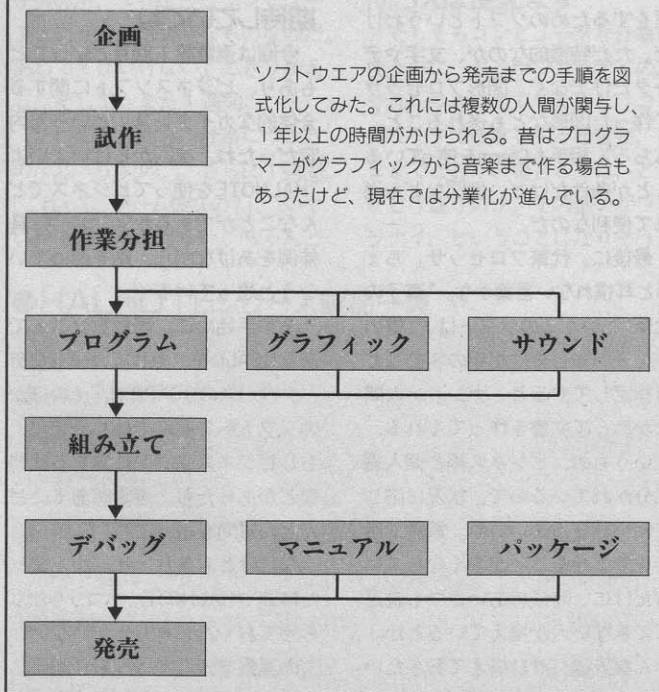 企画
ソフトウエアの企画から発売までの手順を図
式化してみた。これには複数の人間が関与し、
1年以上の時間がかけられる。昔はプログラ
マーがグラフィックから音楽まで作る場合も
あったけど、現在では分業化が進んでいる。
試作
作業分担
プログラム
グラフィック
サウンド
組み立て
デバッグ
マニュアル
パッケージ
発売